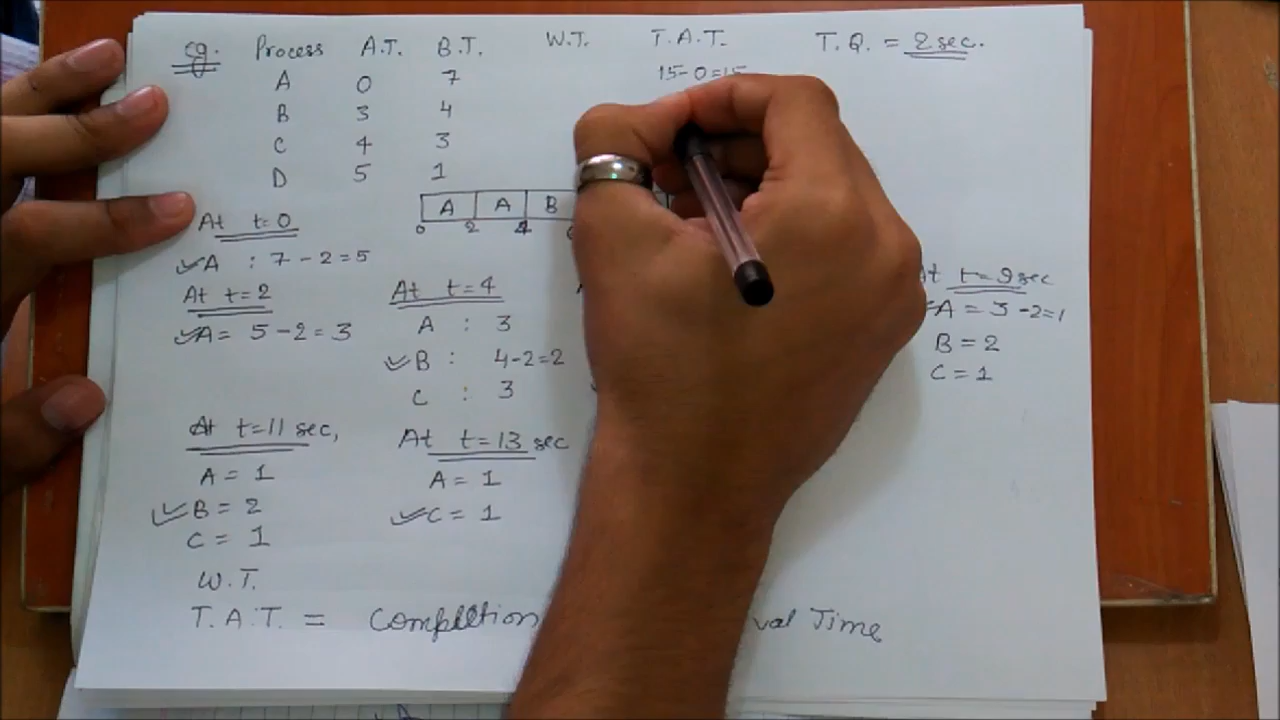 eg. Process A.T. B.T. W.T. T.A.T. T.Q. = 2 sec.
A 0 7 15-0=15
B 3 4
C 4 3
D 5 1
A A B
0 2 4
At t=0
A : 7-2=5
At t=2
A = 5-2=3
At t=4
A : 3
B : 4-2=2
C : 3
At t=9 sec
A = 3-2=1
B = 2
C = 1
At t=11 sec,
A = 1
B = 2
C = 1
At t=13 sec
A = 1
C = 1
W.T.
T.A.T. = Completion val Time